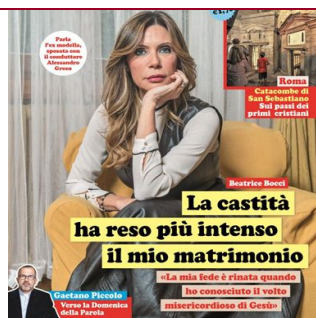 Parla
l'ex modella,
sposata con
il conduttore
Alessandro
Greco
Roma
Catacombe di
San Sebastiano
Sui passi dei
primi cristiani
Beatrice Bocci
La castità
ha reso più intenso
il mio matrimonio
«La mia fede è rinata quando
ho conosciuto il volto
misericordioso di Gesù»
Gaetano Piccolo
Verso la Domenica
della Parola